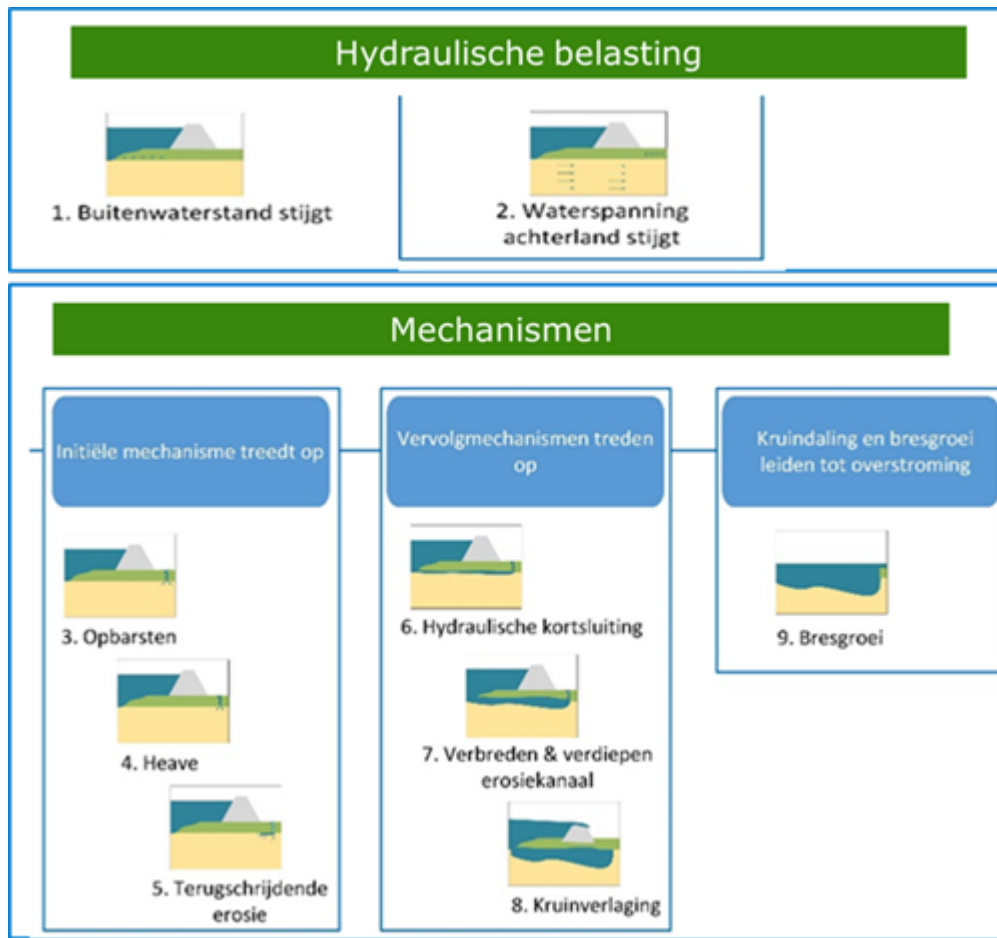 Hydraulische belasting
1. Buitenwaterstand stijgt
2. Waterspanning
achterland stijgt
Mechanismen
Initiële mechanisme treedt op
3. Opbarsten
4. Heave
5. Terugschrijdende
erosie
Vervolgmechanismen treden
op
6. Hydraulische kortsluiting
7. Verbreden & verdiepen
erosiekanaal
8. Kruinverlaging
Kruindaling en bresgroei
leiden tot overstroming
9. Bresgroei